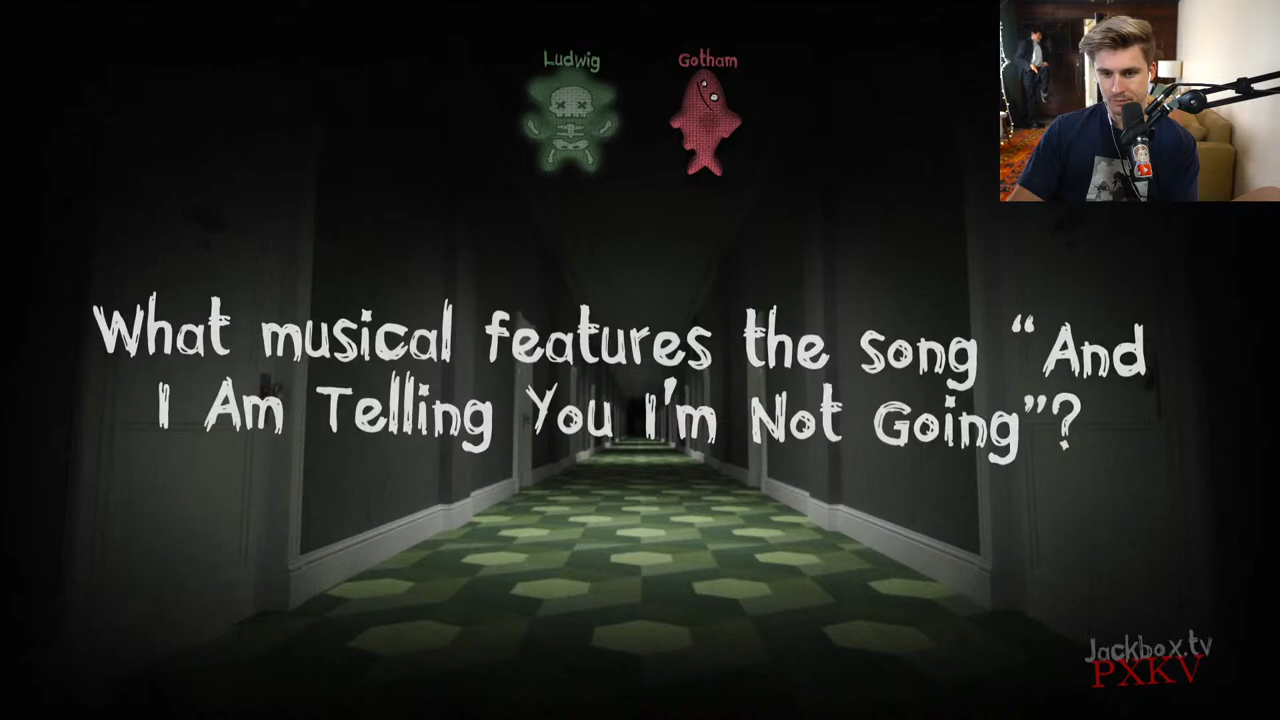 Ludwig
Gotham
What musical features the song “And
I Am Telling You I'm Not Going”?
Jackbox.tv
PXKV